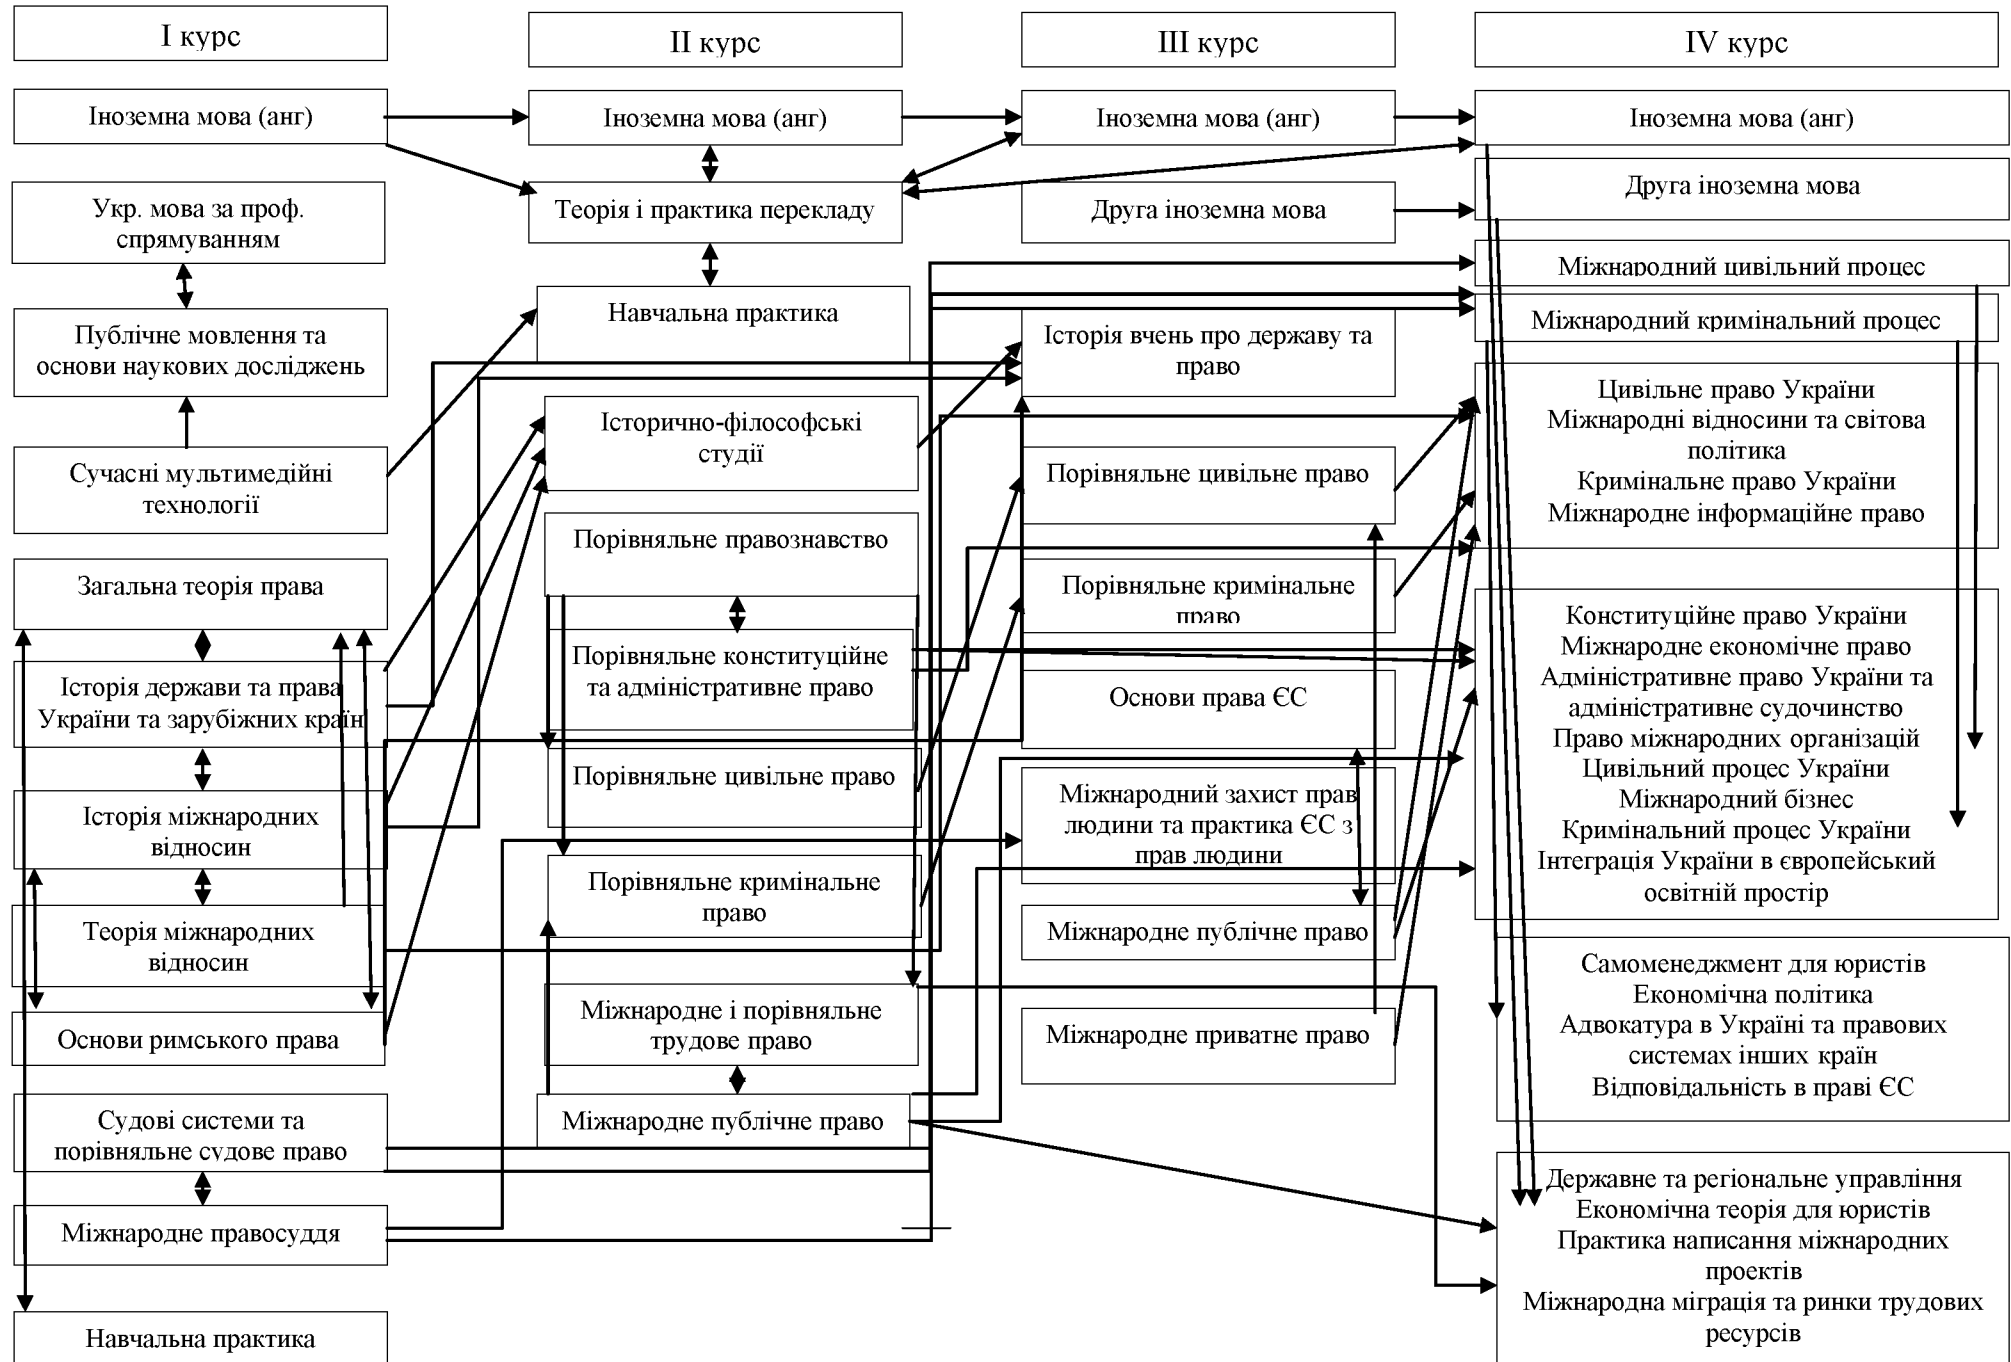 І курс
ІІ курс
ІІІ курс
IV курс
Іноземна мова (анг)
Укр. мова за проф.
спрямуванням
Публічне мовлення та
основи наукових досліджень
Сучасні мультимедійні
технології
Загальна теорія права
Історія держави та права
України та зарубіжних країн
Історія міжнародних
відносин
Теорія міжнародних
відносин
Основи римського права
Судові системи та
порівняльне судове право
Міжнародне правосуддя
Навчальна практика
Іноземна мова (анг)
Теорія і практика перекладу
Навчальна практика
Історично-філософські
студії
Порівняльне правознавство
Порівняльне конституційне
та адміністративне право
Порівняльне цивільне право
Порівняльне кримінальне
право
Міжнародне і порівняльне
трудове право
Міжнародне публічне право
Іноземна мова (анг)
Друга іноземна мова
Історія вчень про державу та
право
Порівняльне цивільне право
Порівняльне кримінальне
право
Основи права ЄС
Міжнародний захист прав
людини та практика ЄС з
прав людини
Міжнародне публічне право
Міжнародне приватне право
Іноземна мова (анг)
Друга іноземна мова
Міжнародний цивільний процес
Міжнародний кримінальний процес
Цивільне право України
Міжнародні відносини та світова
політика
Кримінальне право України
Міжнародне інформаційне право
Конституційне право України
Міжнародне економічне право
Адміністративне право України та
адміністративне судочинство
Право міжнародних організацій
Цивільний процес України
Міжнародний бізнес
Кримінальний процес України
Інтеграція України в європейський
освітній простір
Самоменеджмент для юристів
Економічна політика
Адвокатура в Україні та правових
системах інших країн
Відповідальність в праві ЄС
Державне та регіональне управління
Економічна теорія для юристів
Практика написання міжнародних
проектів
Міжнародна міграція та ринки трудових
ресурсів